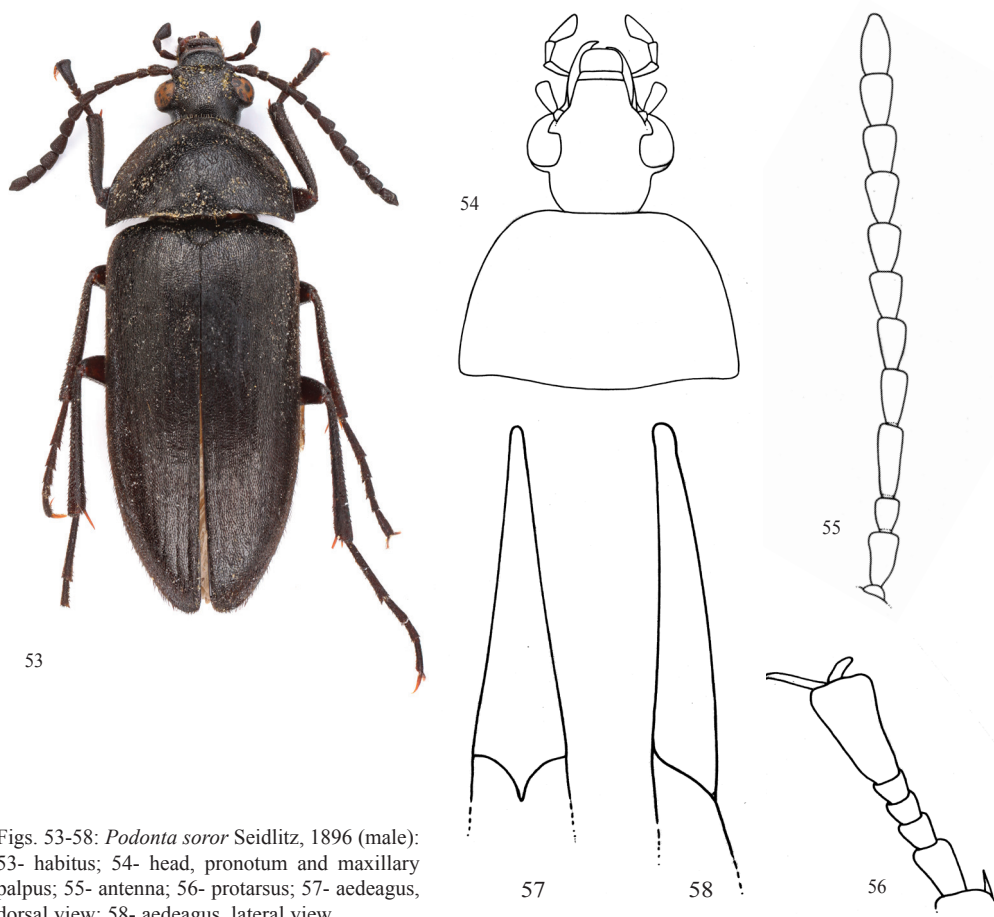 54
55
53
Figs. 53-58: Podonta soror Seidlitz, 1896 (male):
53- habitus; 54- head, pronotum and maxillary
palpus; 55- antenna; 56- protarsus; 57- aedeagus,
dorsal view; 58- aedeagus, lateral view
57
58
56